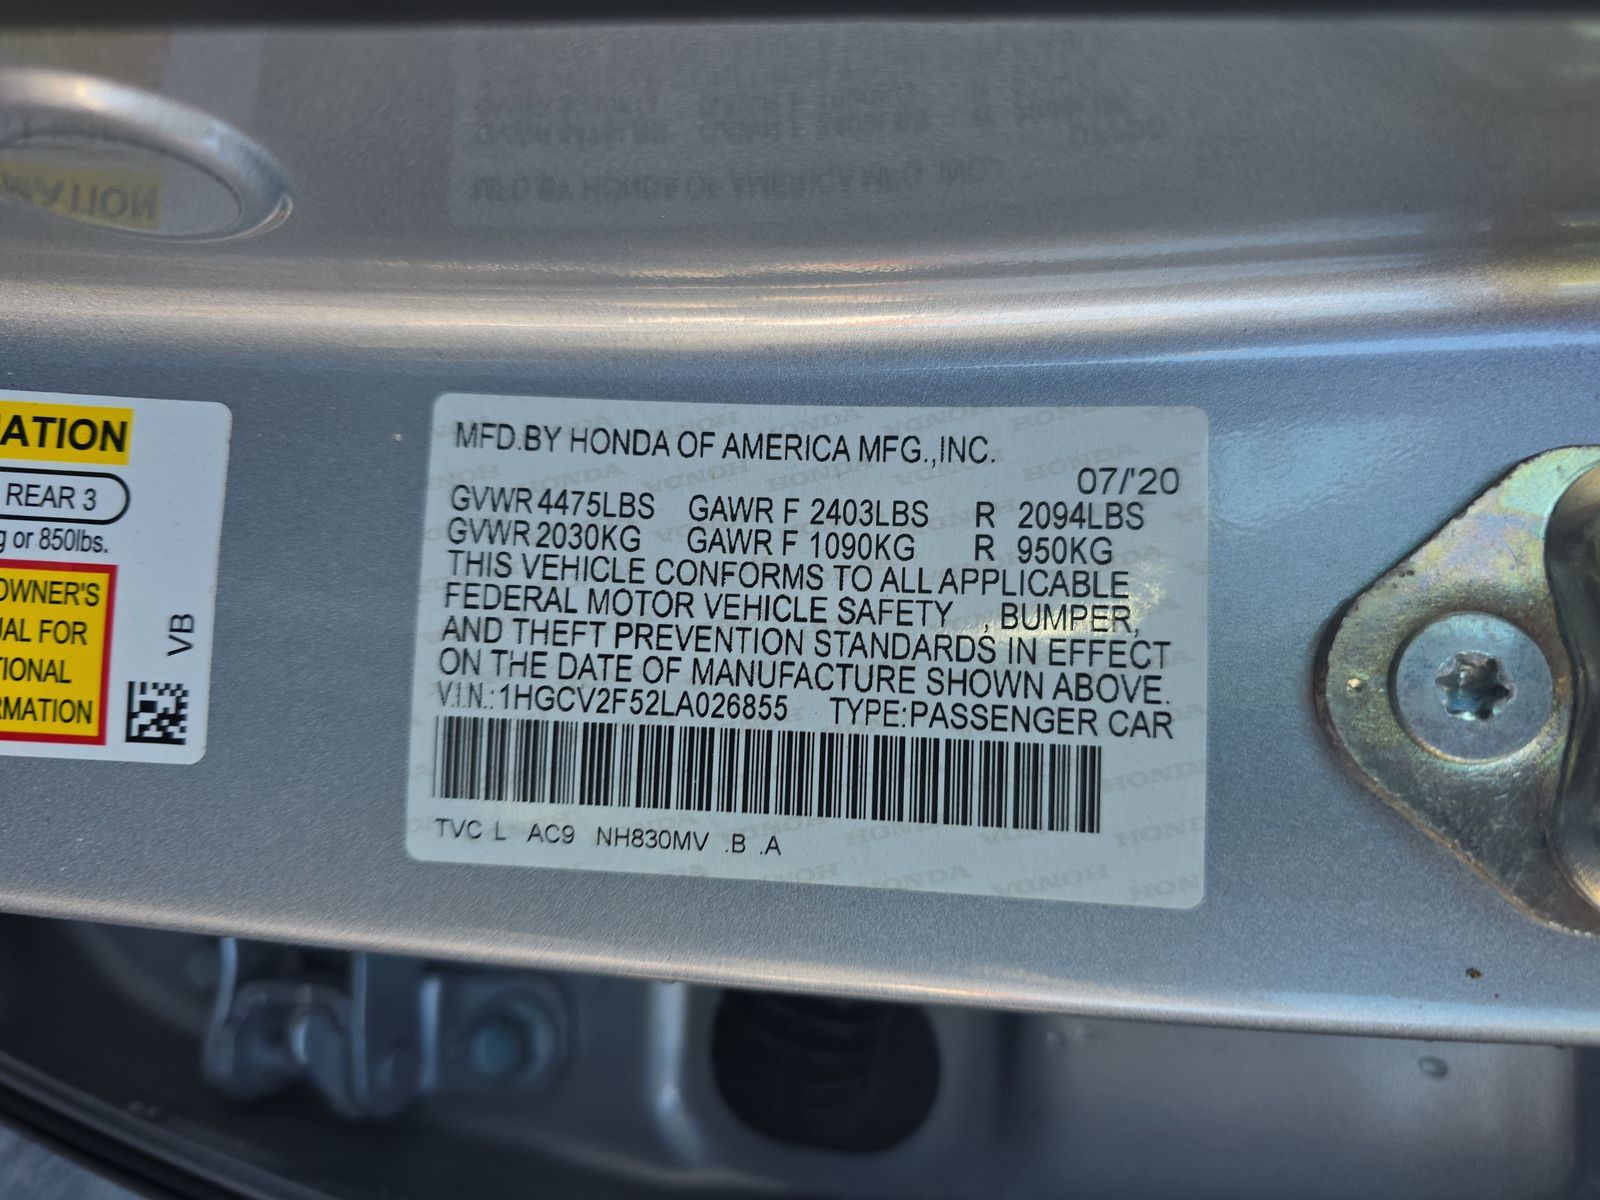 ATION
REAR 3
g or 850lbs.
OWNER'S
UAL FOR
TIONAL
RMATION
VB
MFD.BY HONDA OF AMERICA MFG.,INC.
07/'20
GVWR 4475LBS GAWR F 2403LBS R 2094LBS
GVWR 2030KG GAWR F 1090KG R 950KG
THIS VEHICLE CONFORMS TO ALL APPLICABLE
FEDERAL MOTOR VEHICLE SAFETY , BUMPER,
AND THEFT PREVENTION STANDARDS IN EFFECT
ON THE DATE OF MANUFACTURE SHOWN ABOVE.
V.I.N.:1HGCV2F52LA026855 TYPE:PASSENGER CAR
TVC L AC9 NH830MV .B .A